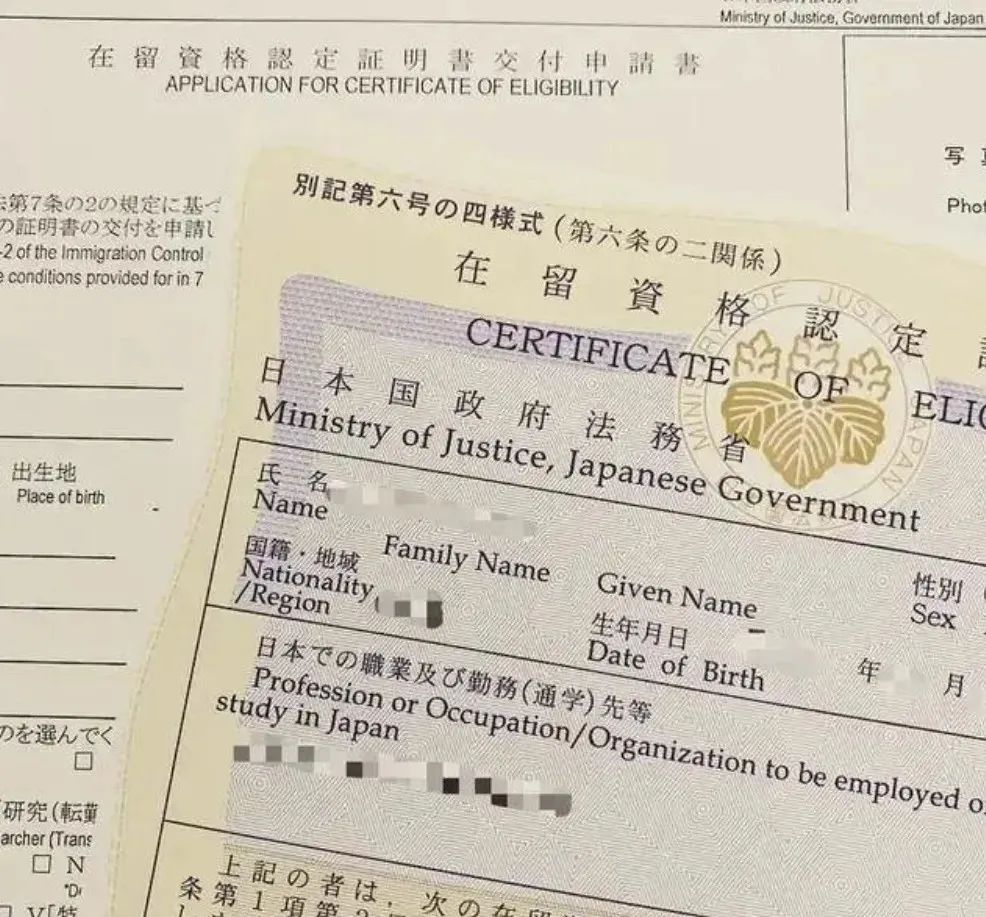 Ministry of Justice, Government of Japan
在留資格認定証明書交付申請書
APPLICATION FOR CERTIFICATE OF ELIGIBILITY
写
Phot
第7条の2の規定に基づ
の証明書の交付を申請し
-2 of the Immigration Control
conditions provided for in 7
出生地
Place of birth
のを選んでく
□
研究(転勤
archer (Trans
□ N
別記第六号の四様式(第六条の二関係)
在留資格認定
CERTIFICATE OF ELIG
日本国政府法務省
Ministry of Justice, Japanese Government
MINISTRY OF JUSTICE JAPAN
氏名
Name
Family Name
Given Name
性別
Sex
国籍・地域
Nationality
/Region
生年月日
Date of Birth
年 月
日本での職業及び勤務(通学)先等
Profession or Occupation/Organization to be employed o
study in Japan
上記の者は、次の在留
条第1項第2